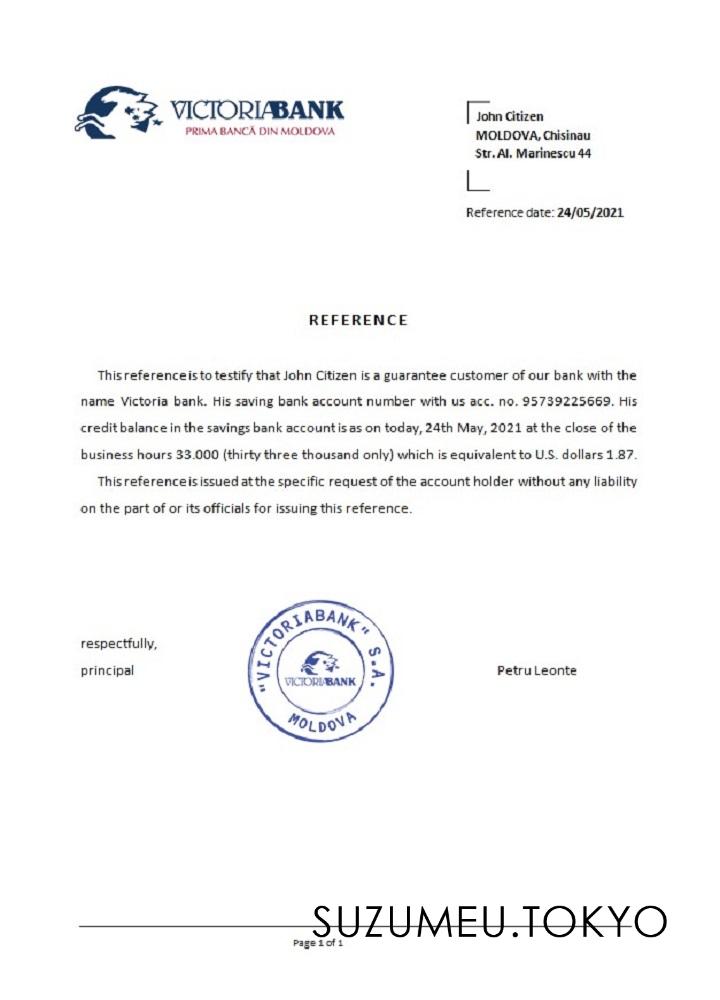 VICTORIABANK
PRIMA BANCĂ DIN MOLDOVA
John Citizen
MOLDOVA, Chisinau
Str. Al. Marinescu 44
Reference date: 24/05/2021
REFERENCE
This reference is to testify that John Citizen is a guarantee customer of our bank with the
name Victoria bank. His saving bank account number with us acc. no. 95739225669. His
credit balance in the savings bank account is as on today, 24th May, 2021 at the close of the
business hours 33.000 (thirty three thousand only) which is equivalent to U.S. dollars 1.87.
This reference is issued at the specific request of the account holder without any liability
on the part of or its officials for issuing this reference.
respectfully,
principal
"VICTORIABANK" S.A.
VICTORIABANK
MOLDOVA
Petru Leonte
SUZUMEU.TOKYO
Page 1 of 1